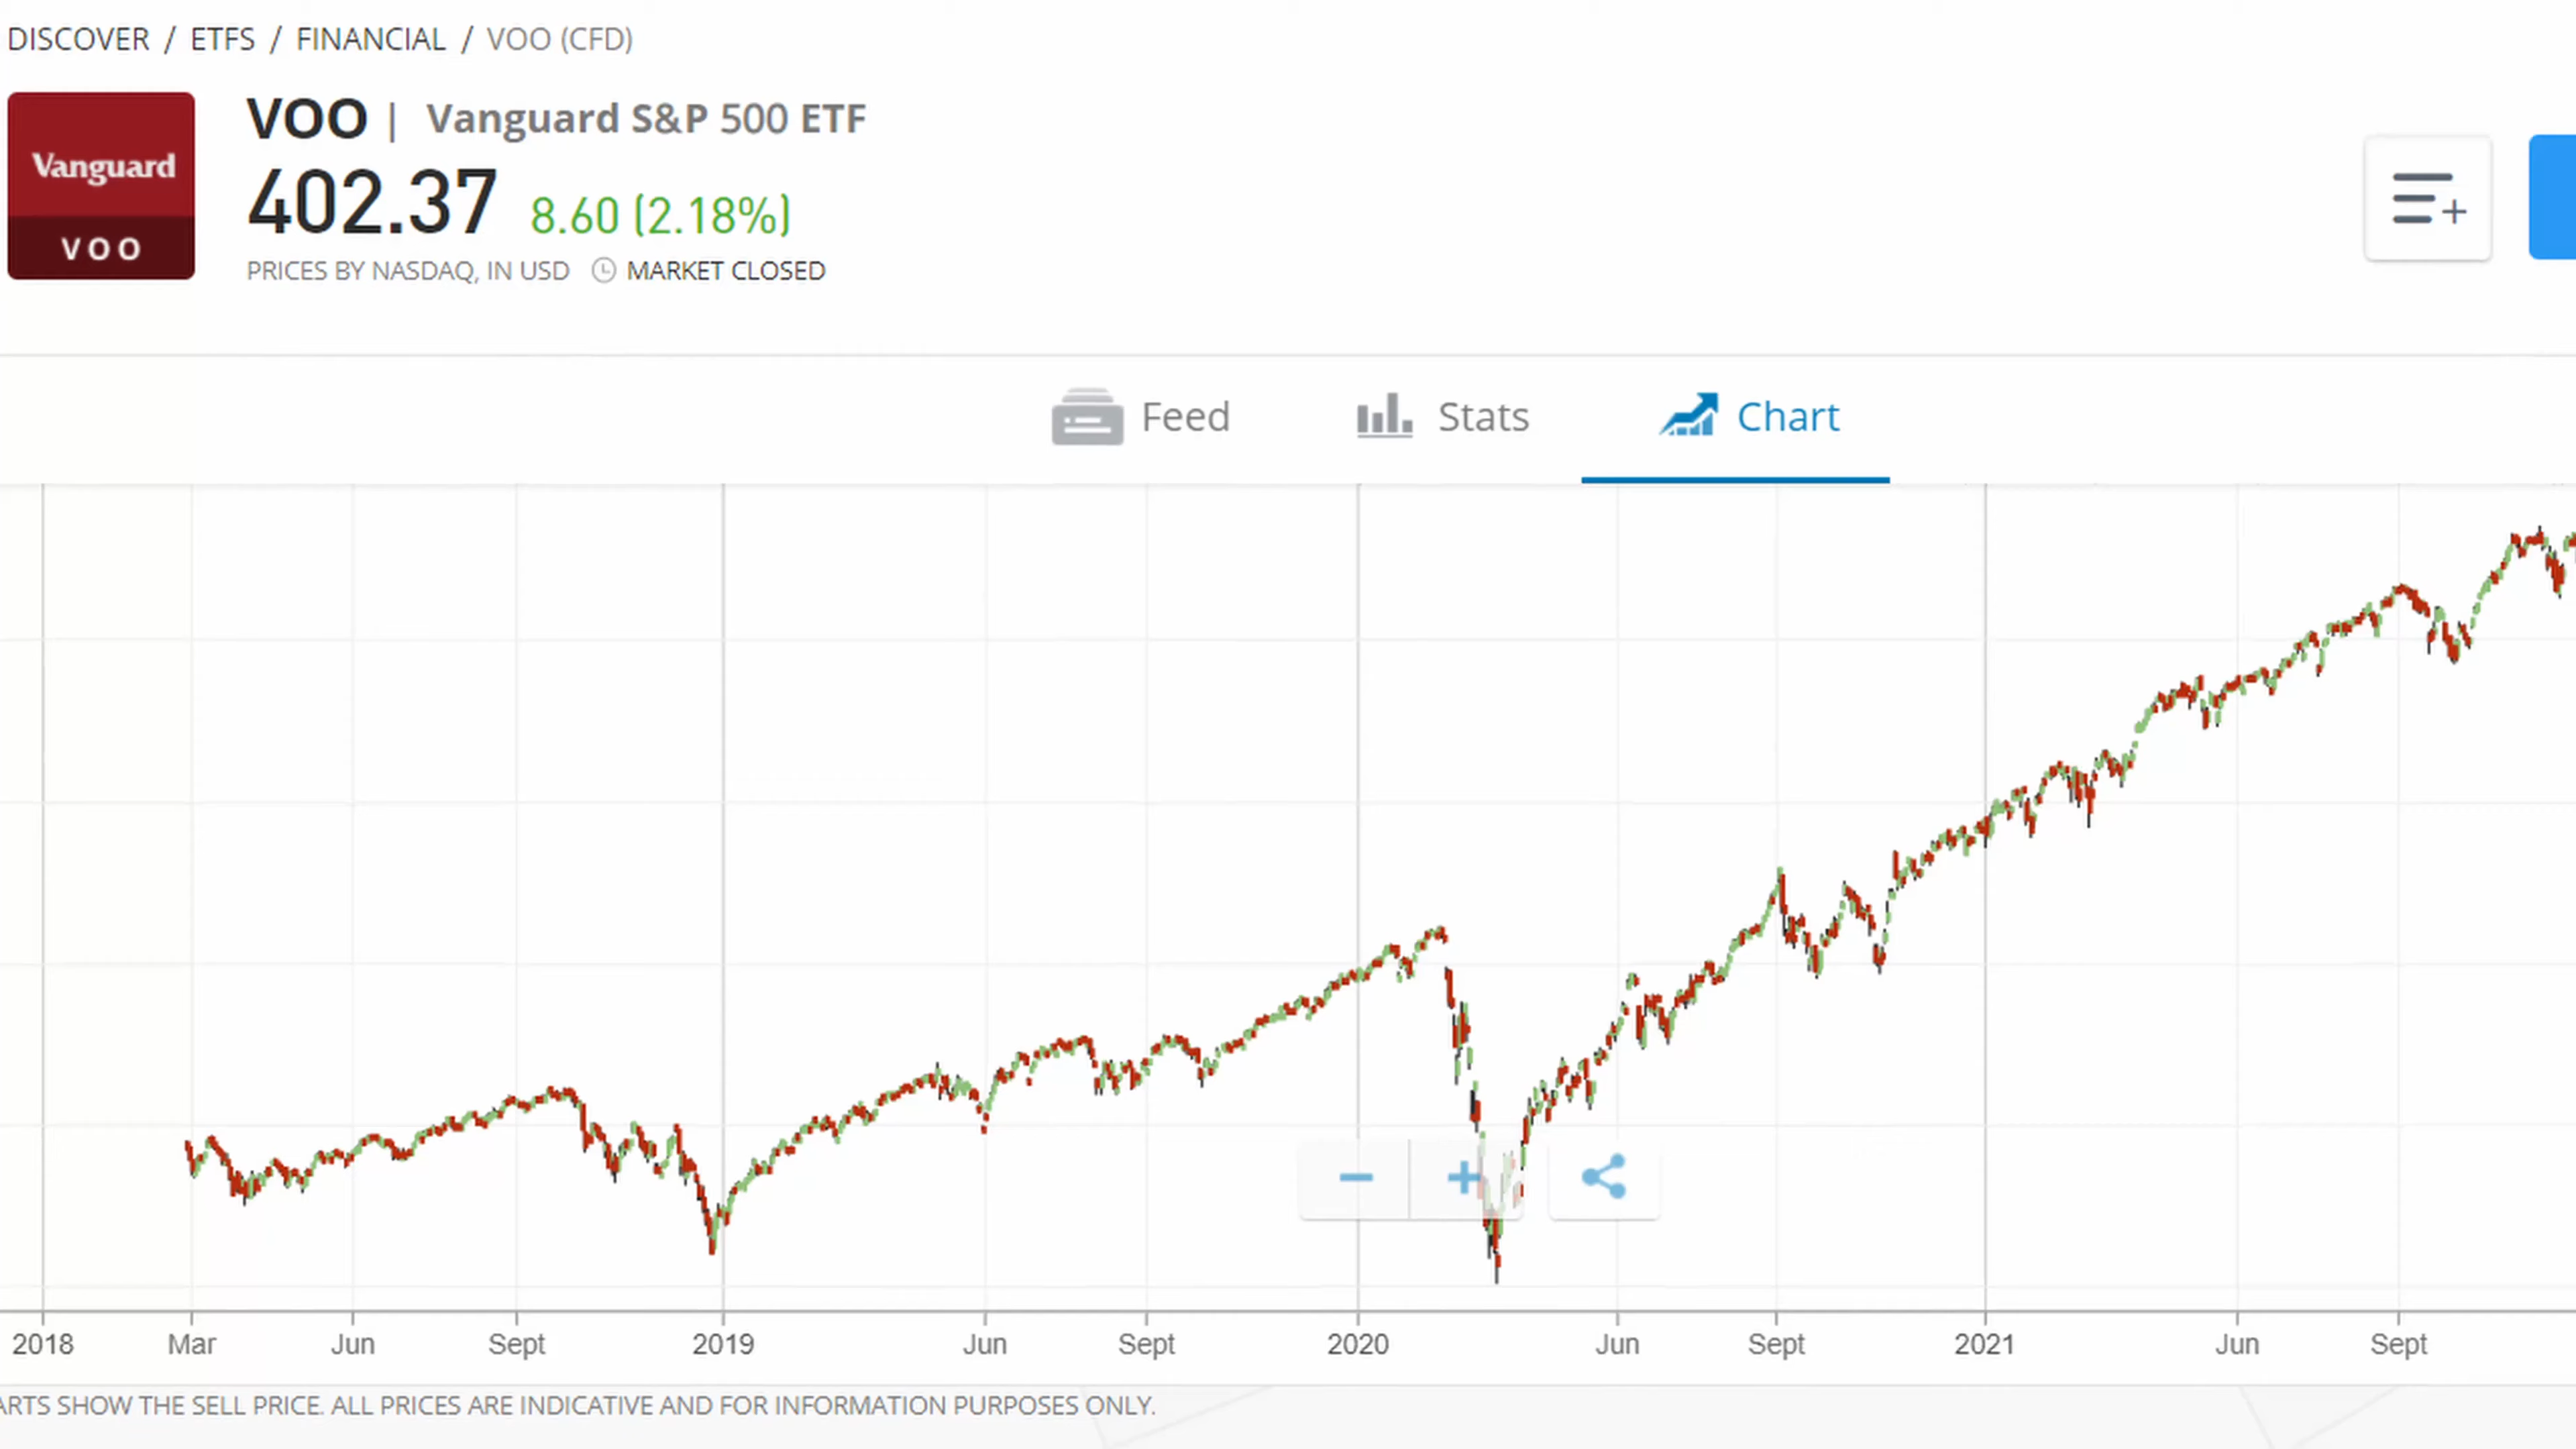 DISCOVER / ETFS / FINANCIAL / VOO (CFD)
Vanguard
VOO
VOO | Vanguard S&P 500 ETF
402.37 8.60 (2.18%)
PRICES BY NASDAQ, IN USD MARKET CLOSED
Feed Stats Chart
2018 Mar Jun Sept 2019 Jun Sept 2020 Jun Sept 2021 Jun Sept
ARTS SHOW THE SELL PRICE. ALL PRICES ARE INDICATIVE AND FOR INFORMATION PURPOSES ONLY.